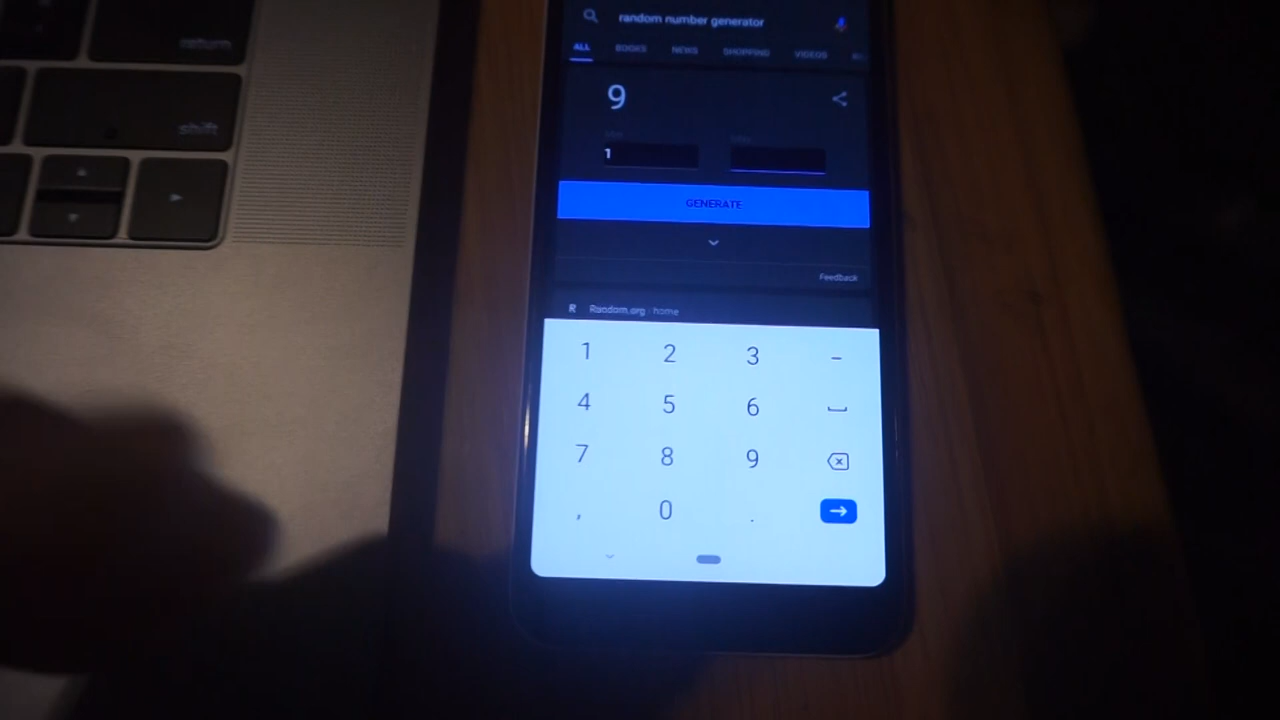 return
shift
random number generator
ALL BOOKS NEWS SHOPPING VIDEOS
9
Min
1
GENERATE
Feedback
R Random.org › home
1 2 3 -
4 5 6
7 8 9
, 0 .